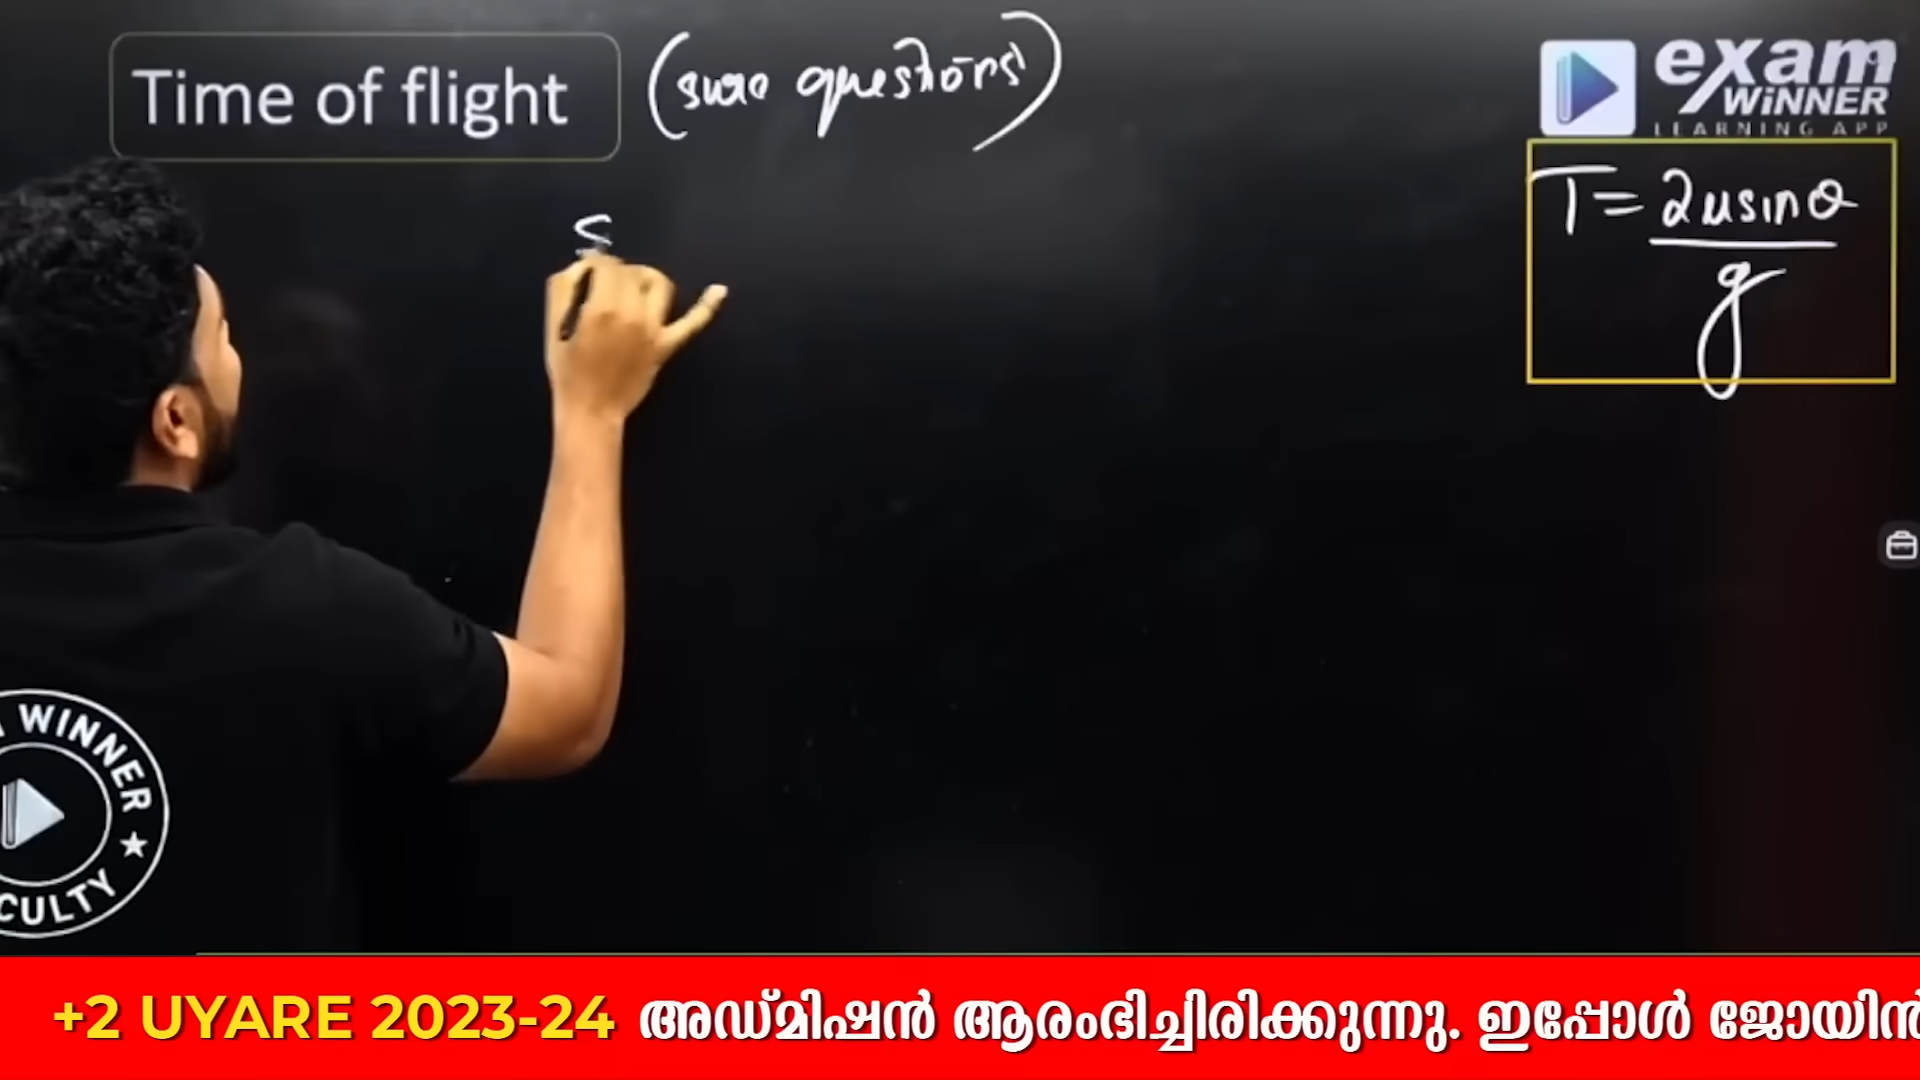 Time of flight (sure questions)
exam
WiNNER
LEARNING APP
T = 2usinθ
g
S
WINNER
CULTY
+2 UYARE 2023-24 അഡ്മിഷൻ ആരംഭിച്ചിരിക്കുന്നു. ഇപ്പോൾ ജോയിൻ